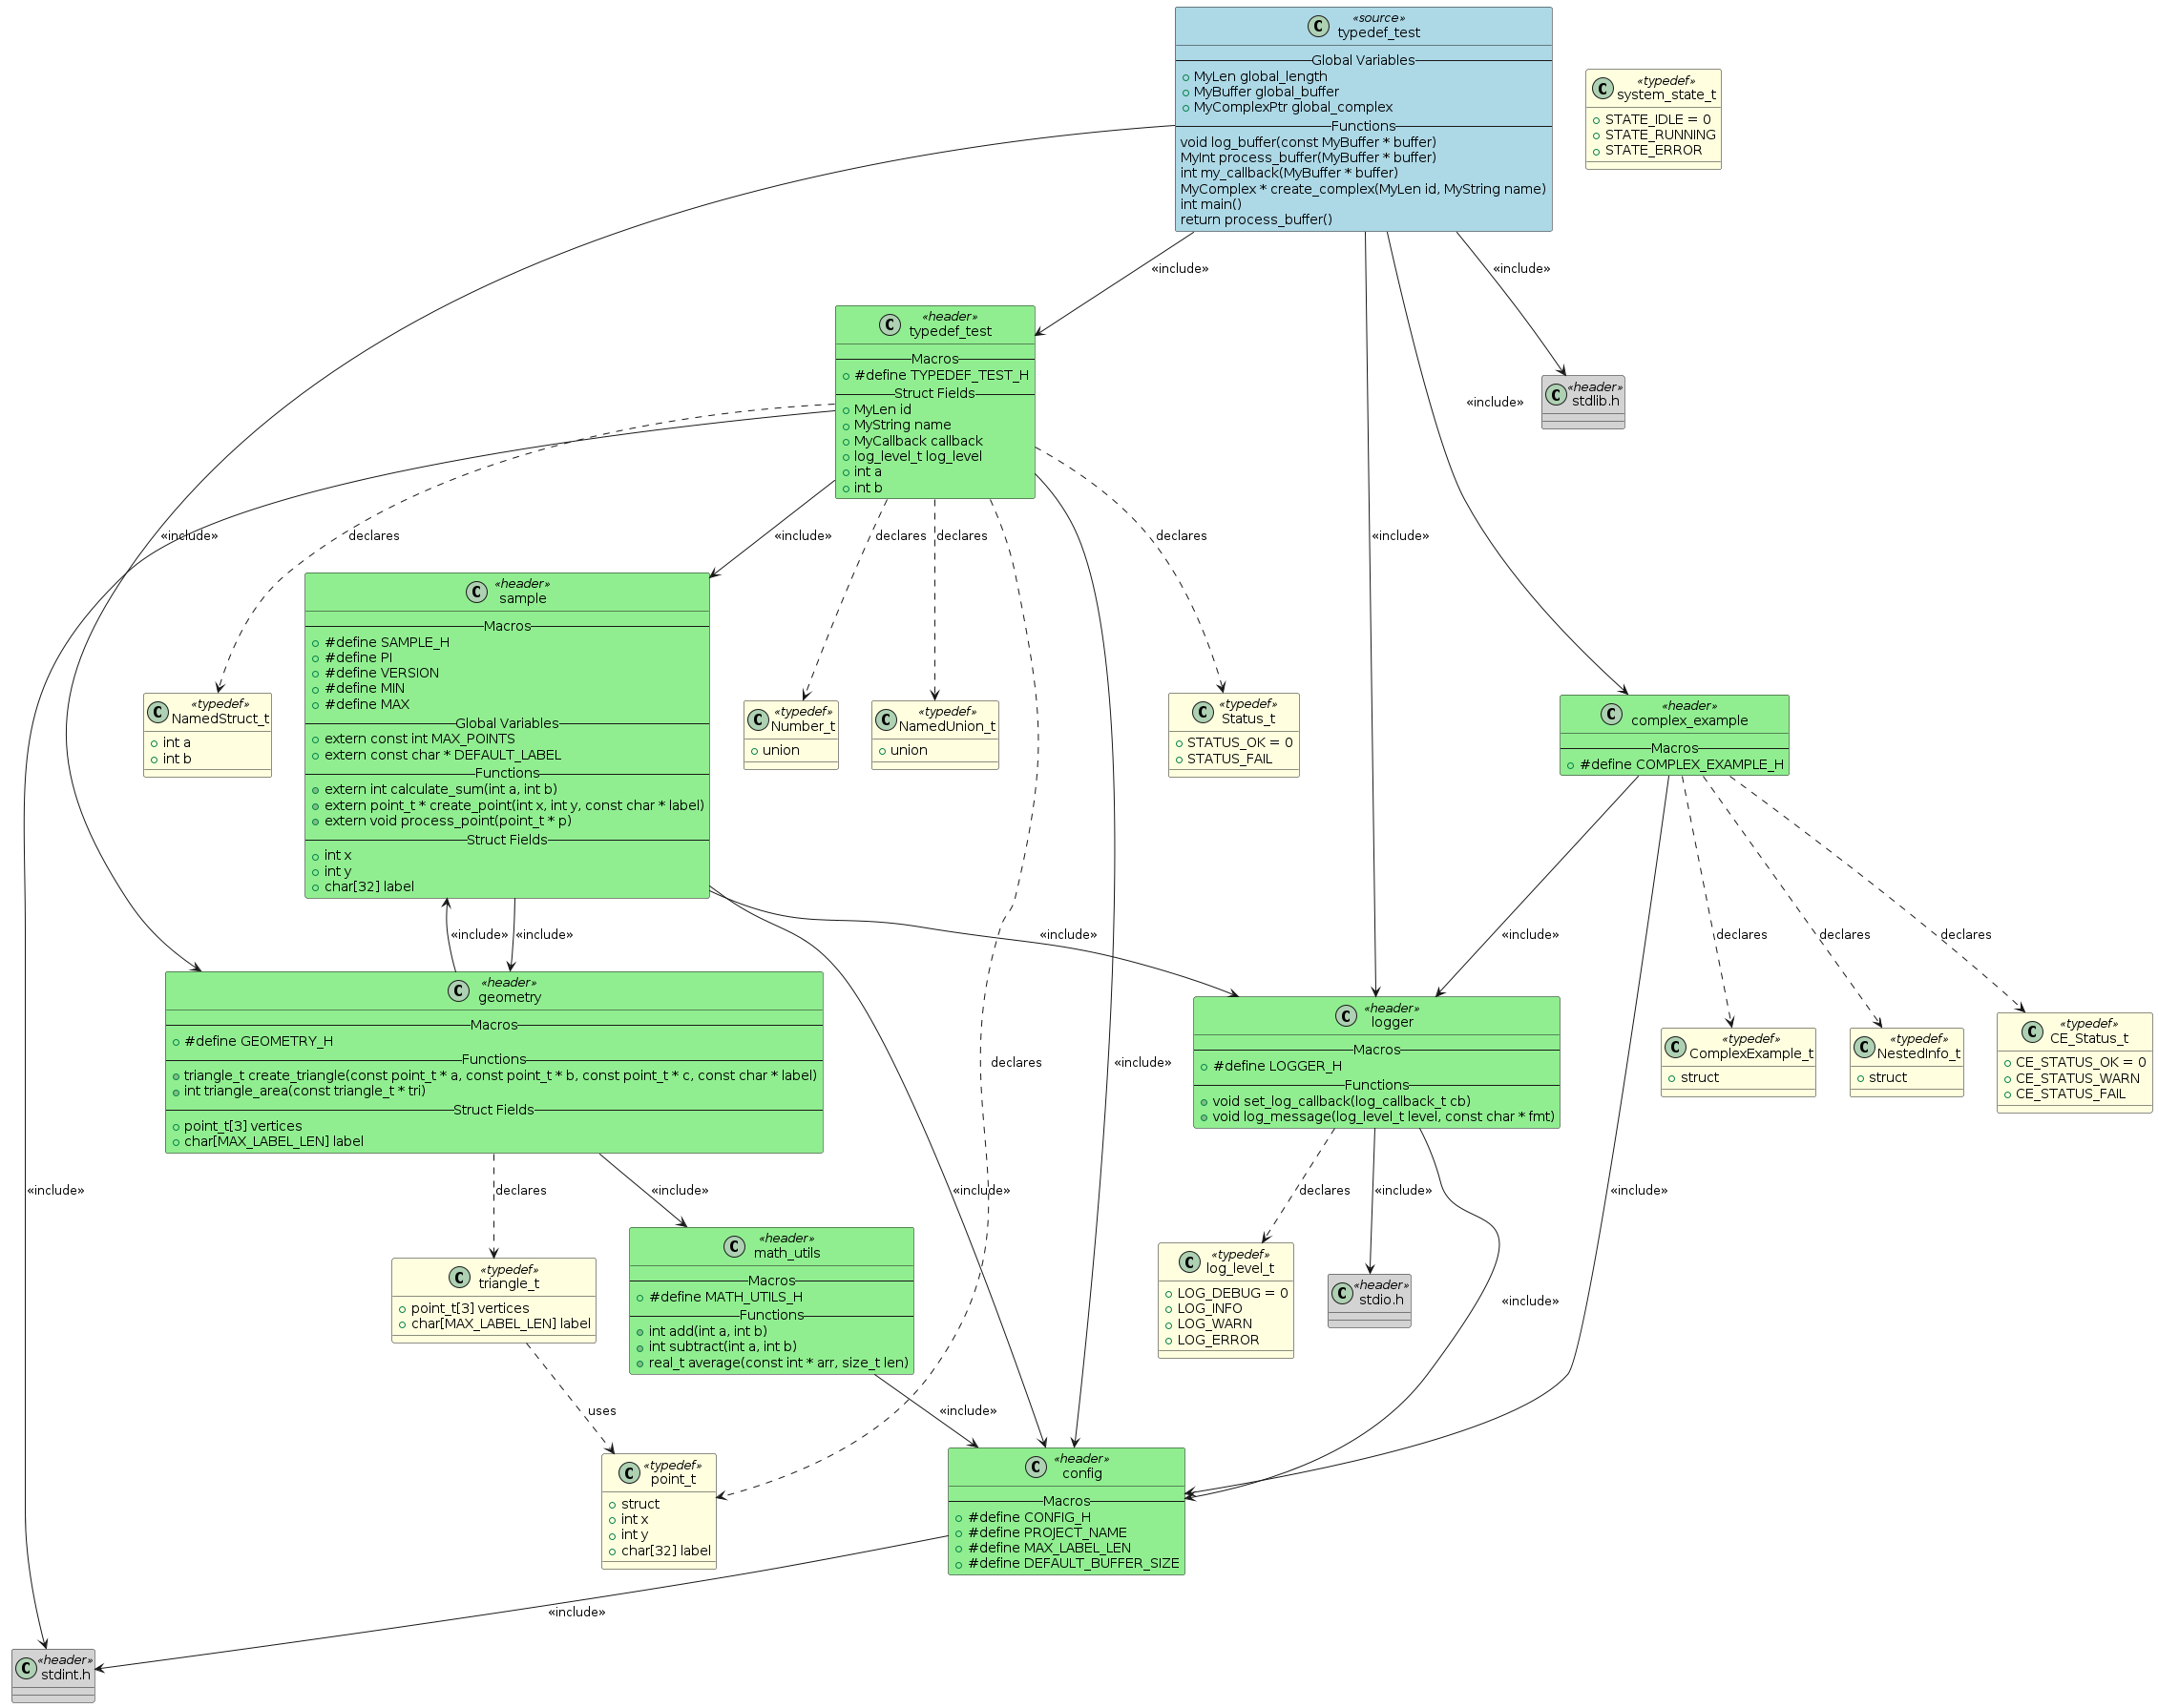 C
«source»
typedef_test
Global Variables
MyLen global_length
MyBuffer global_buffer
MyComplexPtr global_complex
Functions
void log_buffer(const MyBuffer * buffer)
MyInt process_buffer(MyBuffer * buffer)
int my_callback(MyBuffer * buffer)
MyComplex * create_complex(MyLen id, MyString name)
int main()
return process_buffer()
C
«typedef»
system_state_t
STATE_IDLE = 0
STATE_RUNNING
STATE_ERROR
«include»
«include»
«include»
«include»
«include»
C
«header»
typedef_test
Macros
#define TYPEDEF_TEST_H
Struct Fields
MyLen id
MyString name
MyCallback callback
log_level_t log_level
int a
int b
C
«header»
stdlib.h
declares
«include»
declares
declares
declares
C
«header»
sample
Macros
#define SAMPLE_H
#define PI
#define VERSION
#define MIN
#define MAX
Global Variables
extern const int MAX_POINTS
extern const char * DEFAULT_LABEL
Functions
extern int calculate_sum(int a, int b)
extern point_t * create_point(int x, int y, const char * label)
extern void process_point(point_t * p)
Struct Fields
int x
int y
char[32] label
C
«typedef»
NamedStruct_t
int a
int b
C
«typedef»
Number_t
union
C
«typedef»
NamedUnion_t
union
C
«typedef»
Status_t
STATUS_OK = 0
STATUS_FAIL
C
«header»
complex_example
Macros
#define COMPLEX_EXAMPLE_H
«include»
«include»
«include»
«include»
declares
declares
declares
C
«header»
geometry
Macros
#define GEOMETRY_H
Functions
triangle_t create_triangle(const point_t * a, const point_t * b, const point_t * c, const char * label)
int triangle_area(const triangle_t * tri)
Struct Fields
point_t[3] vertices
char[MAX_LABEL_LEN] label
declares
«include»
C
«header»
logger
Macros
#define LOGGER_H
Functions
void set_log_callback(log_callback_t cb)
void log_message(log_level_t level, const char * fmt)
C
«typedef»
ComplexExample_t
struct
C
«typedef»
NestedInfo_t
struct
C
«typedef»
CE_Status_t
CE_STATUS_OK = 0
CE_STATUS_WARN
CE_STATUS_FAIL
«include»
declares
«include»
«include»
declares
«include»
«include»
C
«typedef»
triangle_t
point_t[3] vertices
char[MAX_LABEL_LEN] label
C
«header»
math_utils
Macros
#define MATH_UTILS_H
Functions
int add(int a, int b)
int subtract(int a, int b)
real_t average(const int * arr, size_t len)
C
«typedef»
log_level_t
LOG_DEBUG = 0
LOG_INFO
LOG_WARN
LOG_ERROR
C
«header»
stdio.h
«include»
uses
«include»
C
«typedef»
point_t
struct
int x
int y
char[32] label
C
«header»
config
Macros
#define CONFIG_H
#define PROJECT_NAME
#define MAX_LABEL_LEN
#define DEFAULT_BUFFER_SIZE
«include»
C
«header»
stdint.h